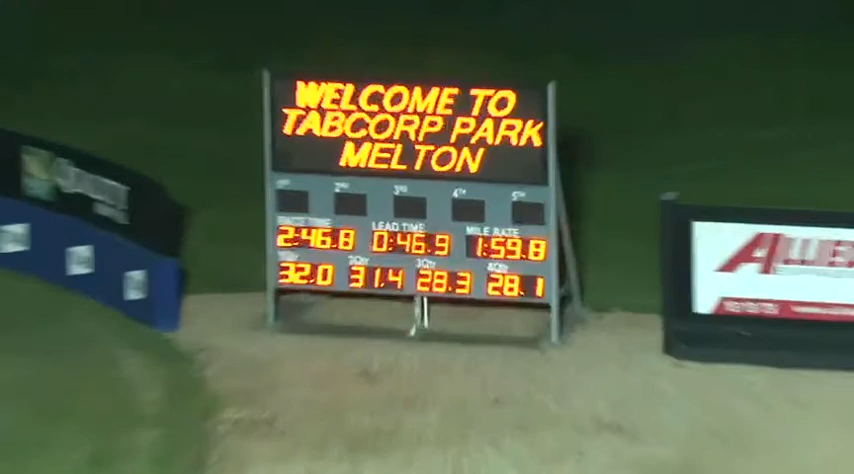 WELCOME TO
TABCORP PARK
MELTON
1ST 2ND 3RD 4TH 5TH
RACE TIME LEAD TIME MILE RATE
2:46.8 0:46.9 1:59.8
1Qtr 2Qtr 3Qtr 4Qtr
32.0 31.4 28.3 28.1